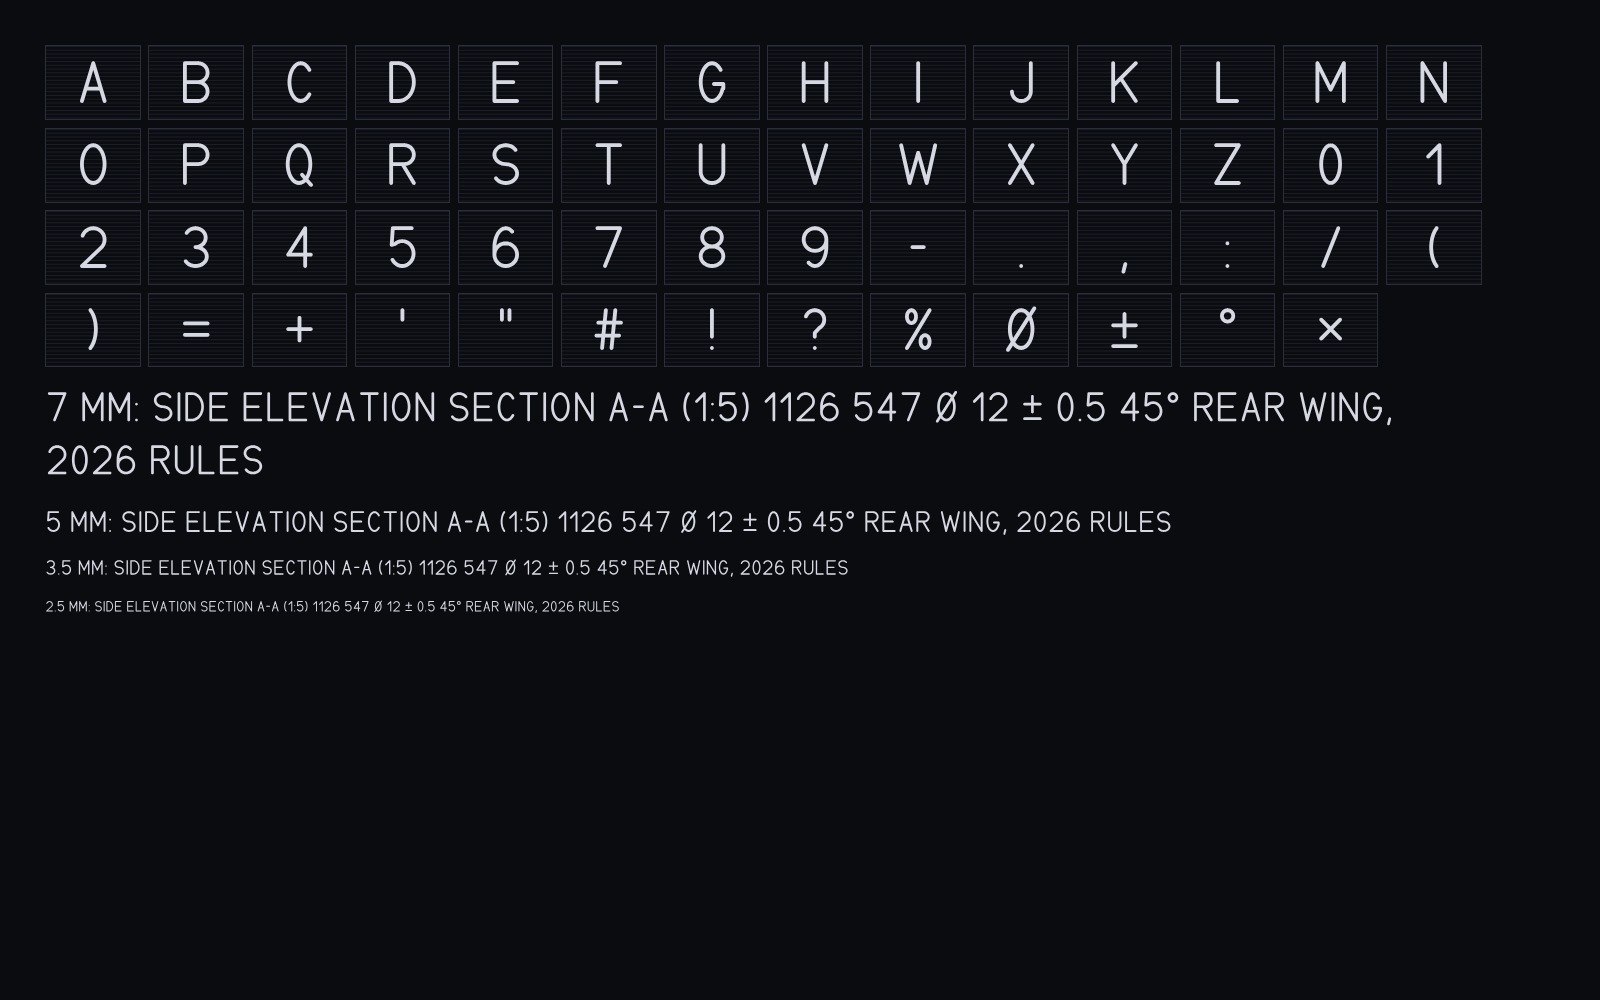 A B C D E F G H I J K L M N
O P Q R S T U V W X Y Z 0 1
2 3 4 5 6 7 8 9 - . , : / (
) = + ' " # ! ? % Ø ± ° ×
7 MM: SIDE ELEVATION SECTION A-A (1:5) 1126 547 Ø 12 ± 0.5 45° REAR WING,
2026 RULES
5 MM: SIDE ELEVATION SECTION A-A (1:5) 1126 547 Ø 12 ± 0.5 45° REAR WING, 2026 RULES
3.5 MM: SIDE ELEVATION SECTION A-A (1:5) 1126 547 Ø 12 ± 0.5 45° REAR WING, 2026 RULES
2.5 MM: SIDE ELEVATION SECTION A-A (1:5) 1126 547 Ø 12 ± 0.5 45° REAR WING, 2026 RULES